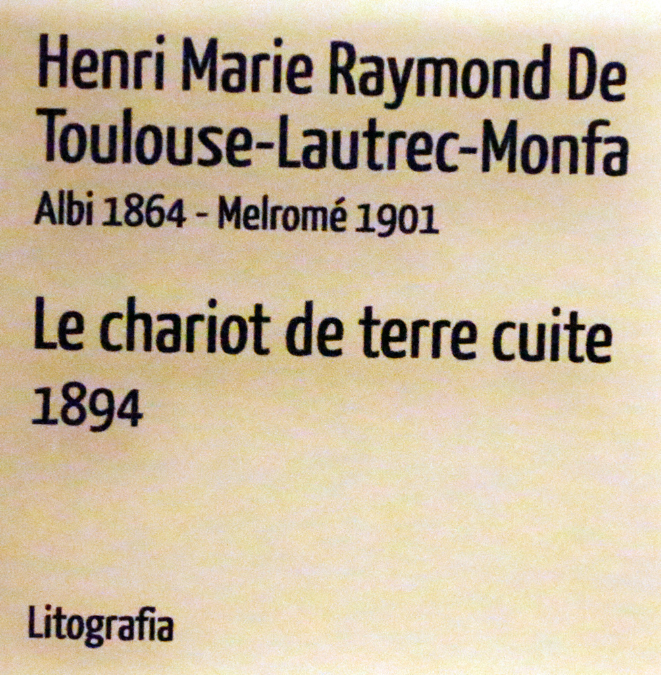 Henri Marie Raymond De
Toulouse-Lautrec-Monfa
Albi 1864 - Melromé 1901
Le chariot de terre cuite
1894
Litografia